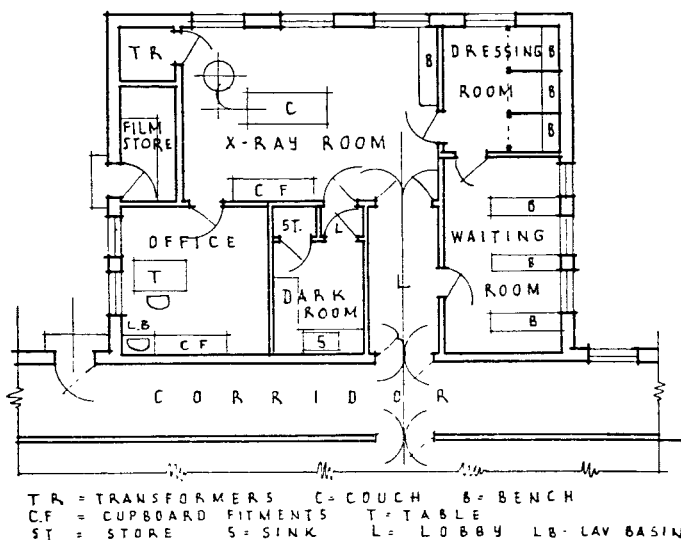 DRESSING
B
TR
B
B
C
ROOM
FILM
STORE
X-RAY ROOM
B
CF
ST.
L
B
OFFICE
WAITING
T
B
L
DARK
ROOM
ROOM
L.B
CF
S
B
CORRIDOR
TR = TRANSFORMERS C = COUCH B = BENCH
C.F = CUPBOARD FITMENTS T = TABLE
ST = STORE S = SINK L = LOBBY LB - LAV BASIN